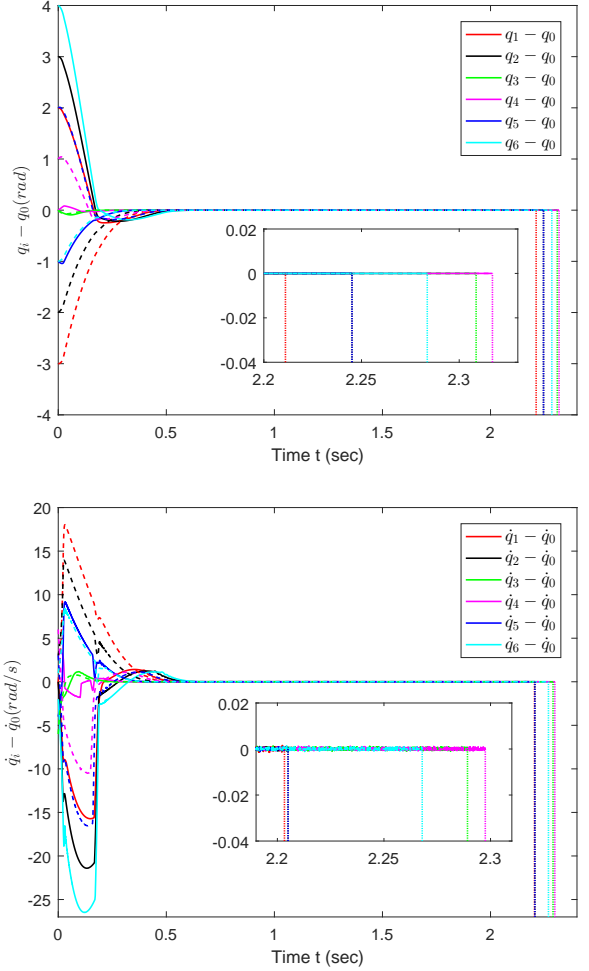 4
3
2
1
0
-1
-2
-3
-4
q_i − q_0(rad)
q_1 − q_0
q_2 − q_0
q_3 − q_0
q_4 − q_0
q_5 − q_0
q_6 − q_0
0.02
0
-0.02
-0.04
2.2 2.25 2.3
0 0.5 1 1.5 2
Time t (sec)
20
15
10
5
0
-5
-10
-15
-20
-25
q̇_i − q̇_0(rad/s)
q̇_1 − q̇_0
q̇_2 − q̇_0
q̇_3 − q̇_0
q̇_4 − q̇_0
q̇_5 − q̇_0
q̇_6 − q̇_0
0.02
0
-0.02
-0.04
2.2 2.25 2.3
0 0.5 1 1.5 2
Time t (sec)